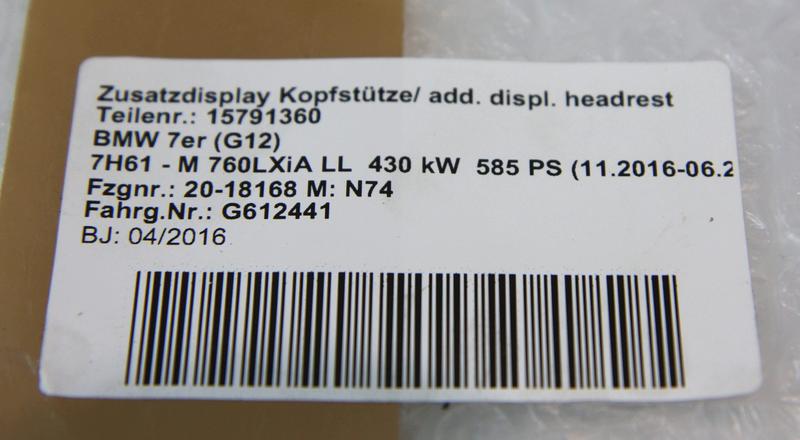 Zusatzdisplay Kopfstütze/ add. displ. headrest
Teilenr.: 15791360
BMW 7er (G12)
7H61 - M 760LXiA LL 430 kW 585 PS (11.2016-06.2
Fzgnr.: 20-18168 M: N74
Fahrg.Nr.: G612441
BJ: 04/2016